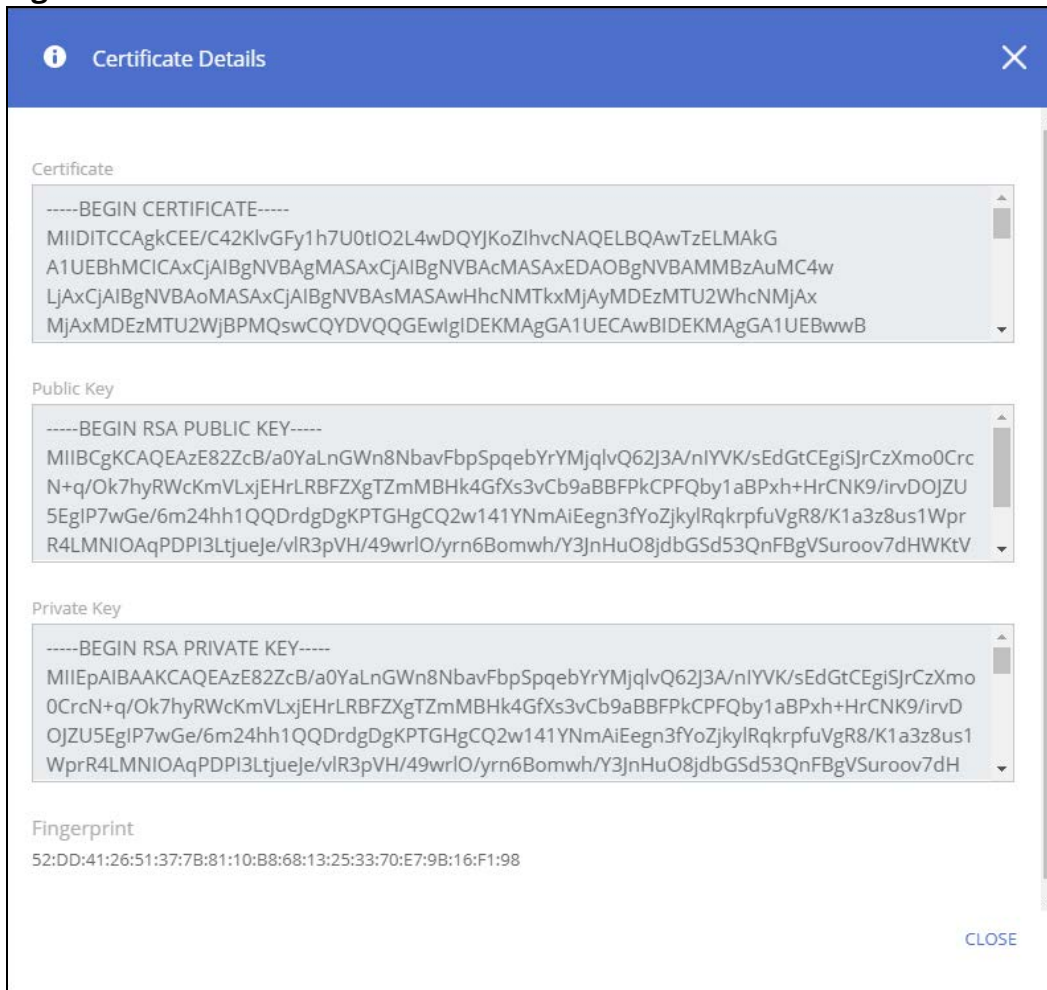 Certificate Details
Certificate
-----BEGIN CERTIFICATE-----
MIIDITCCAgkCEE/C42KlvGFy1h7U0tIO2L4wDQYJKoZIhvcNAQELBQAwTzELMAkG
A1UEBhMCICAxCjAIBgNVBAgMASAxCjAIBgNVBAcMASAxEDAOBgNVBAMMBzAuMC4w
LjAxCjAIBgNVBAoMASAxCjAIBgNVBAsMASAwHhcNMTkxMjAyMDEzMTU2WhcNMjAx
MjAxMDEzMTU2WjBPMQswCQYDVQQGEwIgIDEKMAgGA1UECAwBIDEKMAgGA1UEBwwB
Public Key
-----BEGIN RSA PUBLIC KEY-----
MIIBCgKCAQEAzE82ZcB/a0YaLnGWn8NbavFbpSpqebYrYMjqlvQ62J3A/nIYVK/sEdGtCEgiSJrCzXmo0Crc
N+q/Ok7hyRWcKmVLxjEHrLRBFZXgTZmMBHk4GfXs3vCb9aBBFPkCPFQby1aBPxh+HrCNK9/irvDOJZU
5EgIP7wGe/6m24hh1QQDrdgDgKPTGHgCQ2w141YNmAiEegn3fYoZjkylRqkrpfuVgR8/K1a3z8us1Wpr
R4LMNIOAqPDPI3LtjueJe/vlR3pVH/49wrlO/yrn6Bomwh/Y3JnHuO8jdbGSd53QnFBgVSuroov7dHWKtV
Private Key
-----BEGIN RSA PRIVATE KEY-----
MIIEpAIBAAKCAQEAzE82ZcB/a0YaLnGWn8NbavFbpSpqebYrYMjqlvQ62J3A/nIYVK/sEdGtCEgiSJrCzXmo
0CrcN+q/Ok7hyRWcKmVLxjEHrLRBFZXgTZmMBHk4GfXs3vCb9aBBFPkCPFQby1aBPxh+HrCNK9/irvD
OJZU5EgIP7wGe/6m24hh1QQDrdgDgKPTGHgCQ2w141YNmAiEegn3fYoZjkylRqkrpfuVgR8/K1a3z8us1
WprR4LMNIOAqPDPI3LtjueJe/vlR3pVH/49wrlO/yrn6Bomwh/Y3JnHuO8jdbGSd53QnFBgVSuroov7dH
Fingerprint
52:DD:41:26:51:37:7B:81:10:B8:68:13:25:33:70:E7:9B:16:F1:98
CLOSE